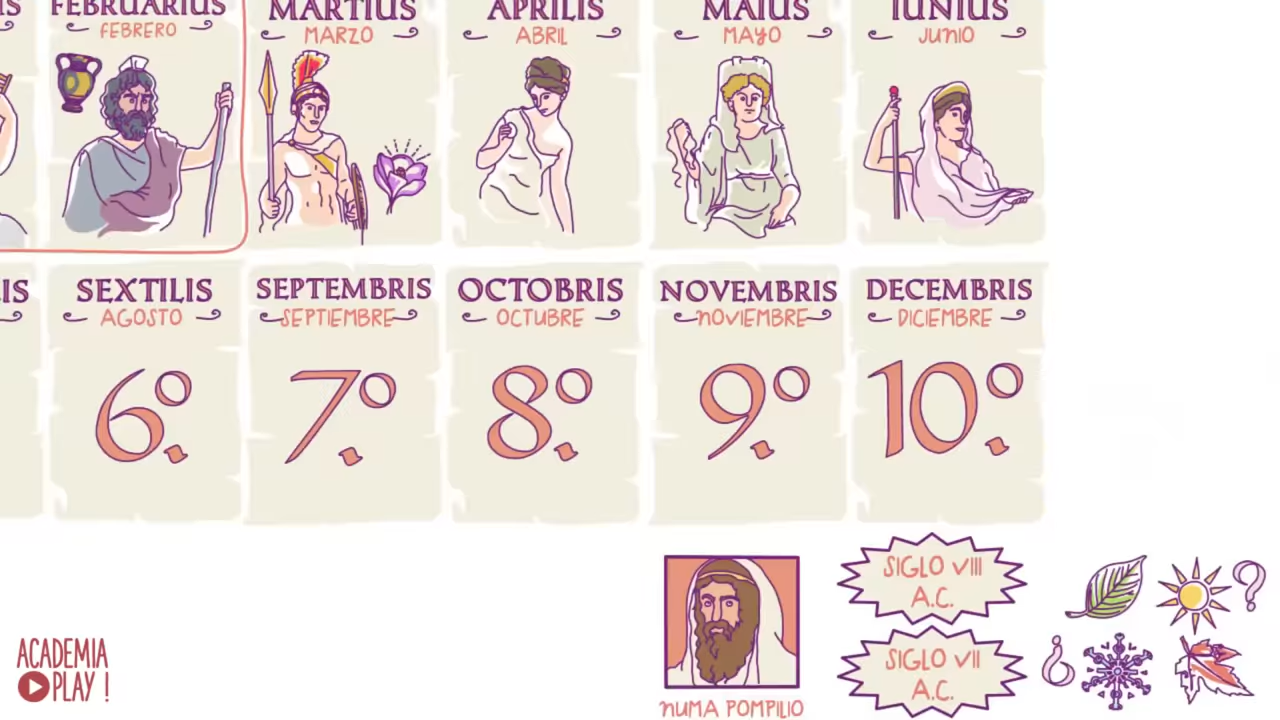 FEBRUARIUS
FEBRERO
MARTIUS
MARZO
APRILIS
ABRIL
MAIUS
MAYO
IUNIUS
JUNIO
SEXTILIS
AGOSTO
6º.
SEPTEMBRIS
SEPTIEMBRE
7º.
OCTOBRIS
OCTUBRE
8º.
NOVEMBRIS
NOVIEMBRE
9º.
DECEMBRIS
DICIEMBRE
10º.
SIGLO VIII
A.C.
SIGLO VII
A.C.
¿ ?
NUMA POMPILIO
ACADEMIA
PLAY !